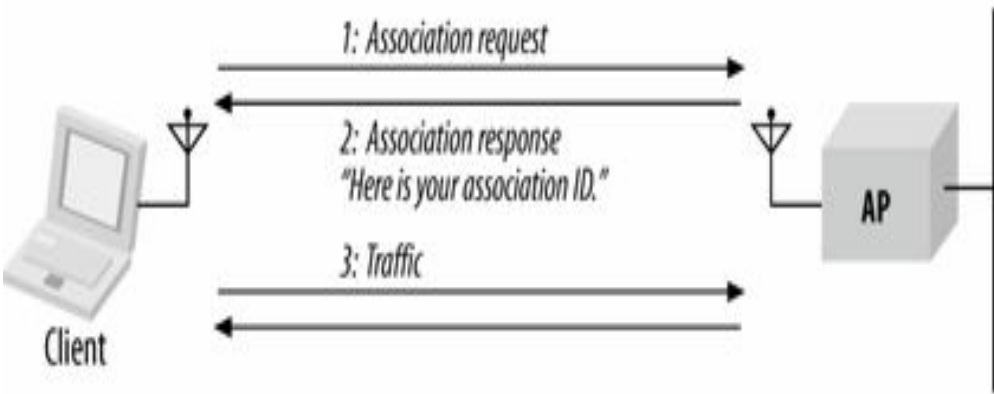 1: Association request
2: Association response
"Here is your association ID."
3: Traffic
Client
AP